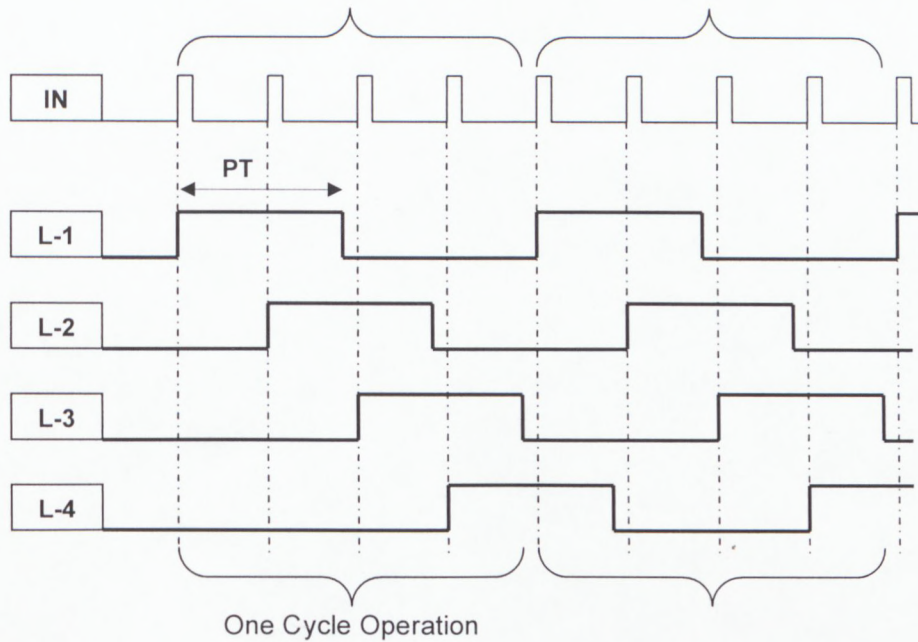 IN
PT
L-1
L-2
L-3
L-4
One Cycle Operation